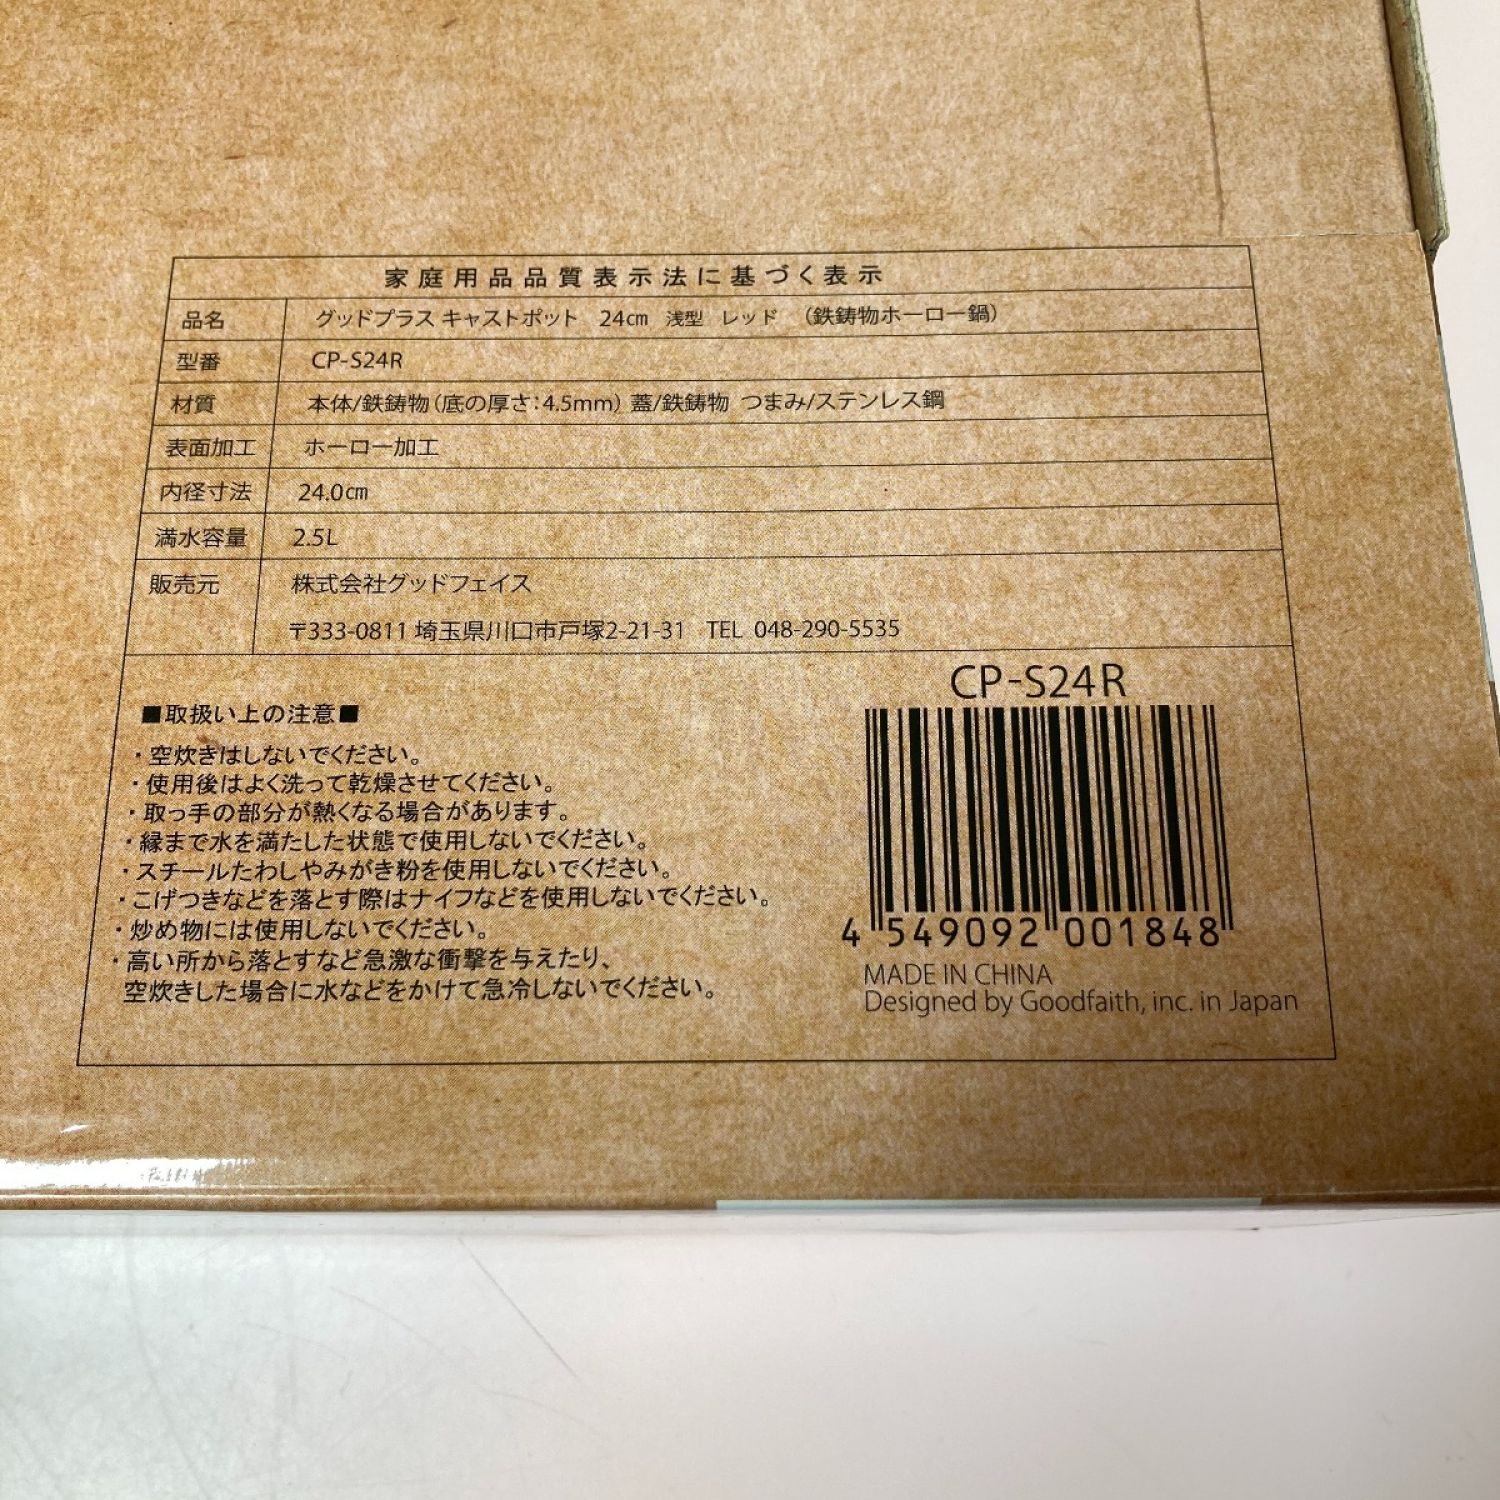 家庭用品品質表示法に基づく表示
品名 グッドプラス キャストポット 24cm 浅型 レッド （鉄鋳物ホーロー鍋）
型番 CP-S24R
材質 本体/鉄鋳物（底の厚さ：4.5mm）蓋/鉄鋳物 つまみ/ステンレス鋼
表面加工 ホーロー加工
内径寸法 24.0cm
満水容量 2.5L
販売元 株式会社グッドフェイス
〒333-0811 埼玉県川口市戸塚2-21-31 TEL 048-290-5535
■取扱い上の注意■
・空炊きはしないでください。
・使用後はよく洗って乾燥させてください。
・取っ手の部分が熱くなる場合があります。
・縁まで水を満たした状態で使用しないでください。
・スチールたわしやみがき粉を使用しないでください。
・こげつきなどを落とす際はナイフなどを使用しないでください。
・炒め物には使用しないでください。
・高い所から落とすなど急激な衝撃を与えたり、
空炊きした場合に水などをかけて急冷しないでください。
CP-S24R
4 549092 001848
MADE IN CHINA
Designed by Goodfaith, inc. in Japan